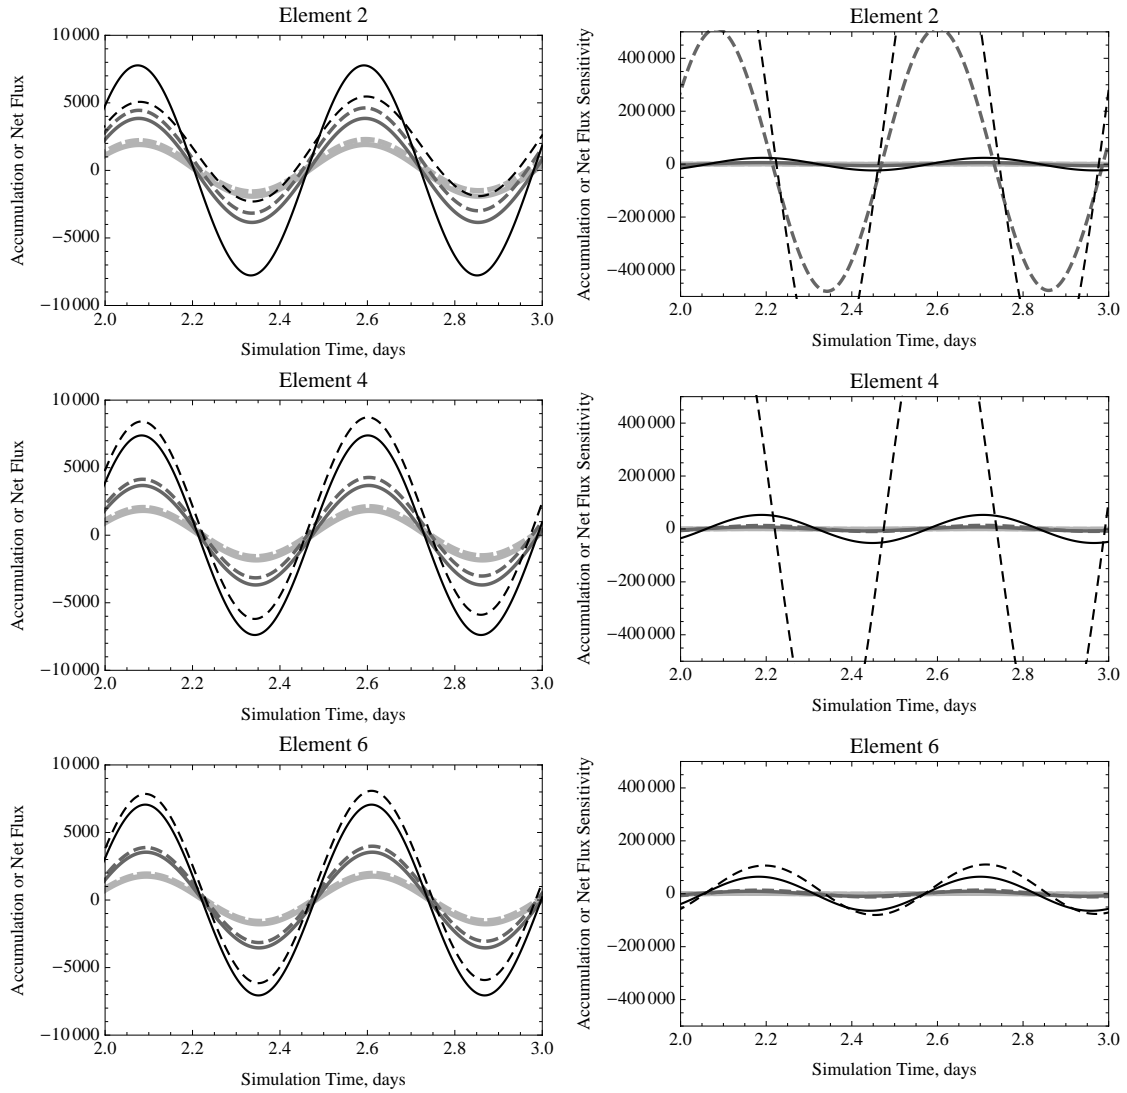 Element 2
10 000
5000
0
−5000
−10 000
2.0 2.2 2.4 2.6 2.8 3.0
Simulation Time, days
Accumulation or Net Flux
Element 2
400 000
200 000
0
−200 000
−400 000
2.0 2.2 2.4 2.6 2.8 3.0
Simulation Time, days
Accumulation or Net Flux Sensitivity
Element 4
10 000
5000
0
−5000
−10 000
2.0 2.2 2.4 2.6 2.8 3.0
Simulation Time, days
Accumulation or Net Flux
Element 4
400 000
200 000
0
−200 000
−400 000
2.0 2.2 2.4 2.6 2.8 3.0
Simulation Time, days
Accumulation or Net Flux Sensitivity
Element 6
10 000
5000
0
−5000
−10 000
2.0 2.2 2.4 2.6 2.8 3.0
Simulation Time, days
Accumulation or Net Flux
Element 6
400 000
200 000
0
−200 000
−400 000
2.0 2.2 2.4 2.6 2.8 3.0
Simulation Time, days
Accumulation or Net Flux Sensitivity